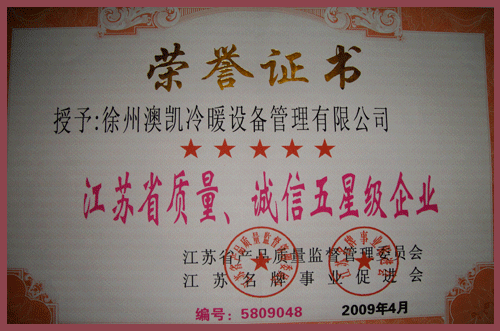 荣誉证书
授予:徐州澳凯冷暖设备管理有限公司
★★★★★
江苏省质量、诚信五星级企业
江苏省产品质量监督管理委员会
江苏名牌事业促进会
编号:5809048 2009年4月